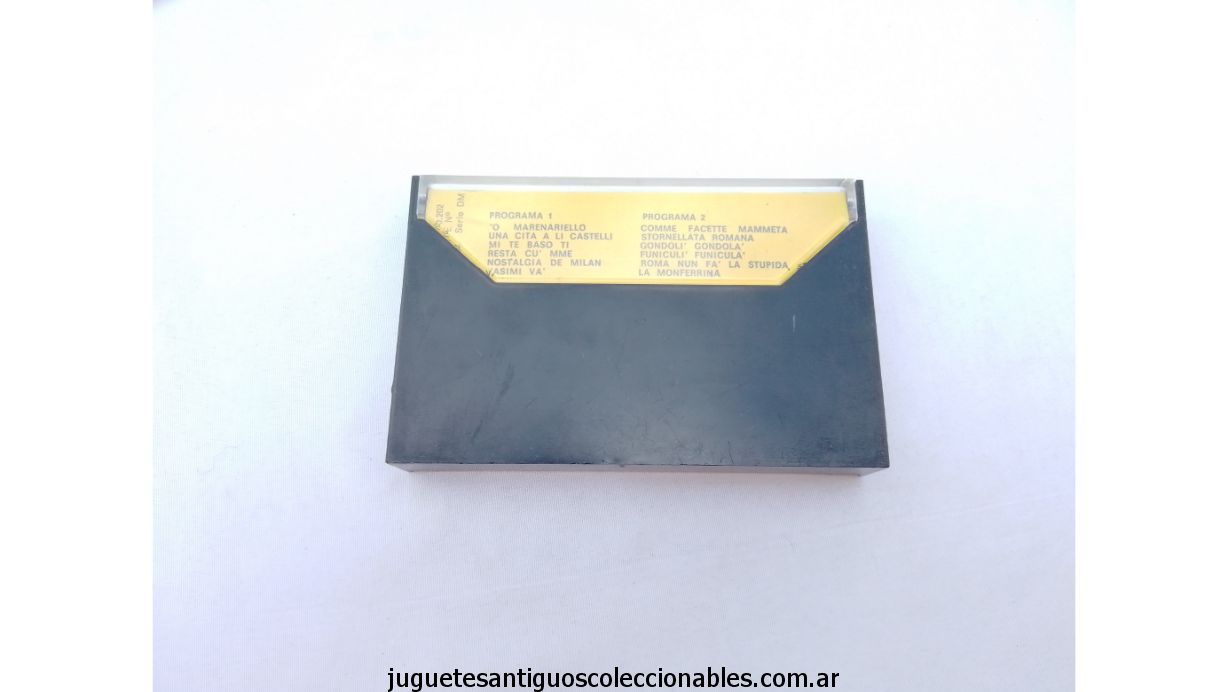 Nº
Serie DM
PROGRAMA 1
'O MARENARIELLO
UNA CITA A LI CASTELLI
MI TE BASO TI
RESTA CU' MME
NOSTALGIA DE MILAN
VASIMI VA'
PROGRAMA 2
COMME FACETTE MAMMETA
STORNELLATA ROMANA
GONDOLI' GONDOLA'
FUNICULI' FUNICULA'
ROMA NUN FA' LA STUPIDA
LA MONFERRINA
juguetesantiguoscoleccionables.com.ar